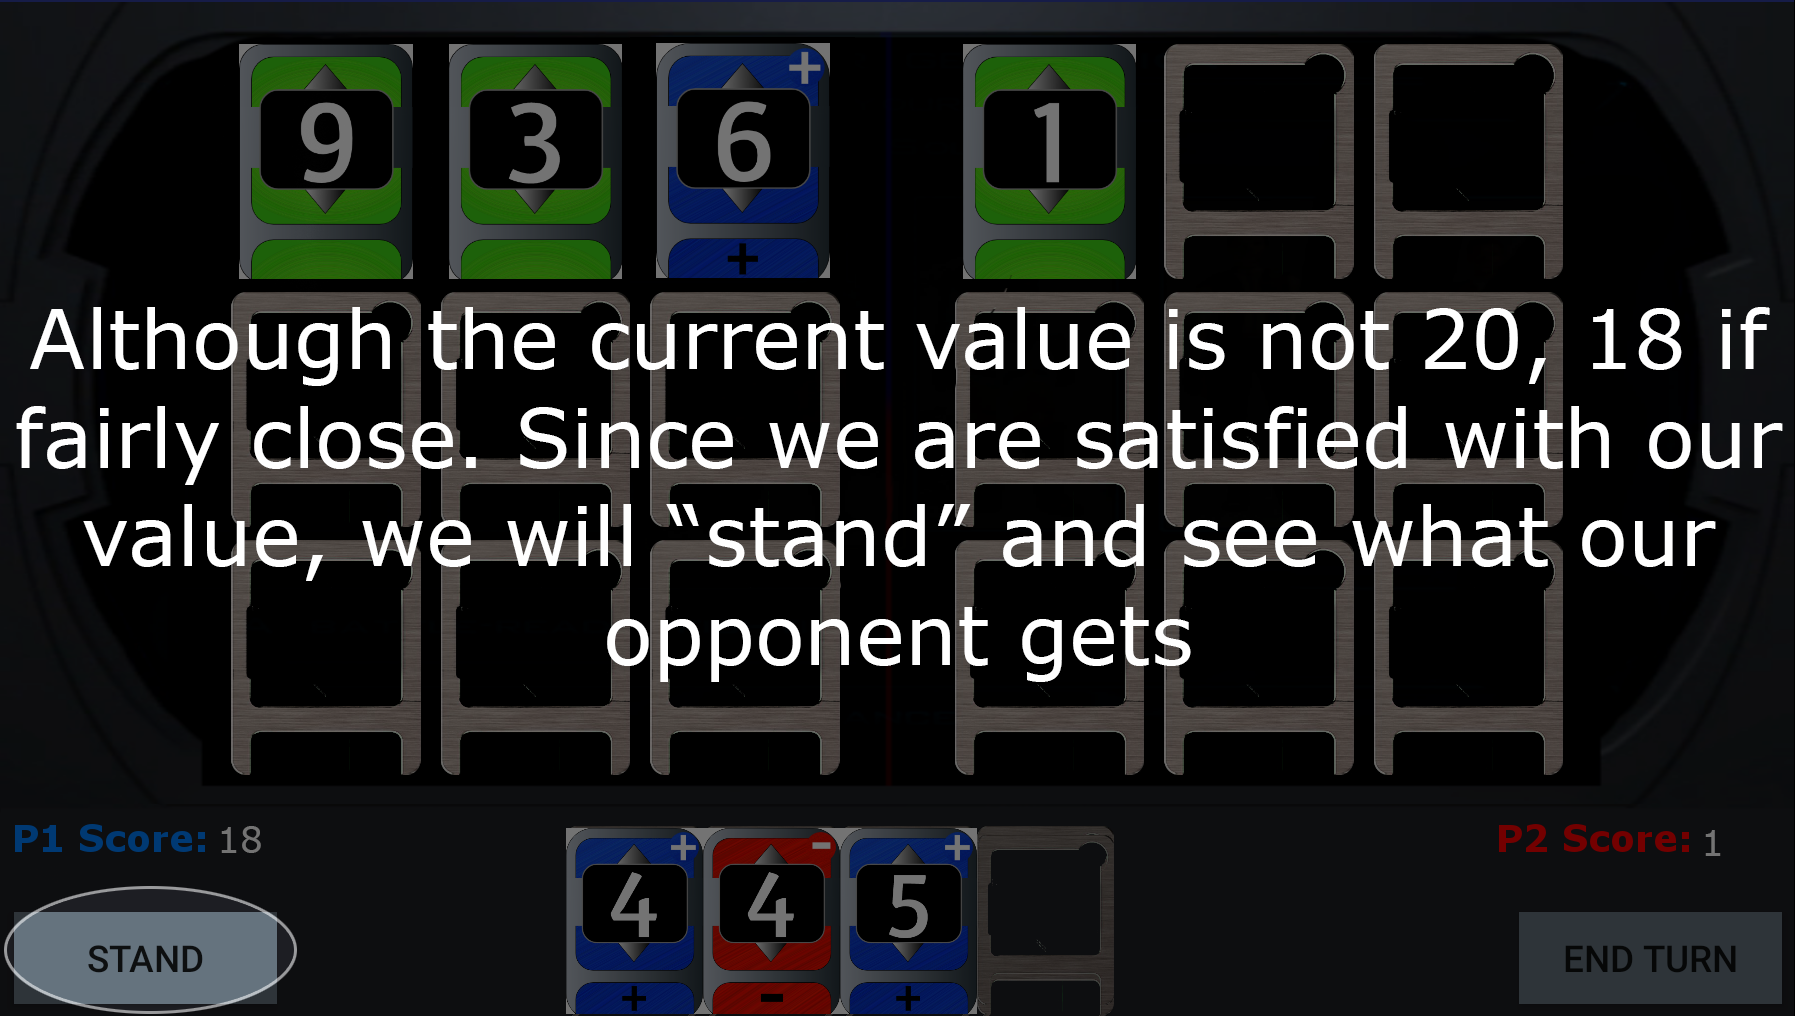 9 3 6 + 1
+
Although the current value is not 20, 18 if
fairly close. Since we are satisfied with our
value, we will “stand” and see what our
opponent gets
P1 Score: 18
P2 Score: 1
4 + 4 - 5 +
+ - +
STAND
END TURN